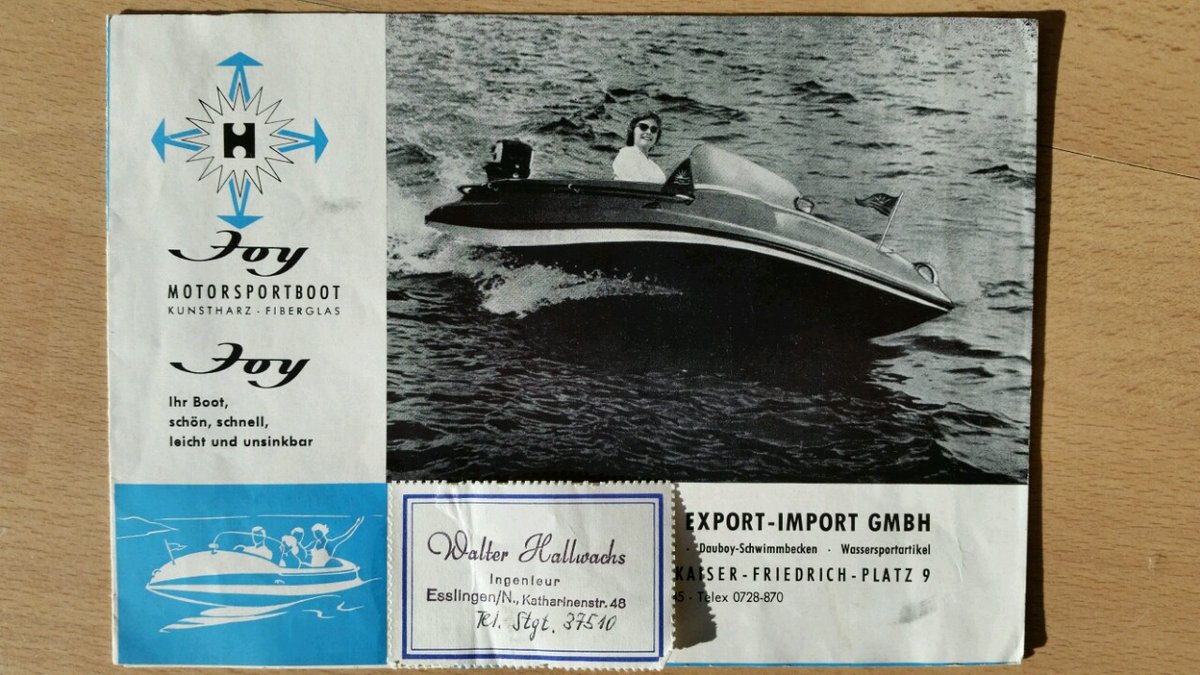 H
Joy
MOTORSPORTBOOT
KUNSTHARZ - FIBERGLAS
Joy
Ihr Boot,
schön, schnell,
leicht und unsinkbar
Walter Hallwachs
Ingenieur
Esslingen/N., Katharinenstr. 48
Tel. Stgt. 37510
EXPORT-IMPORT GMBH
· Dauboy-Schwimmbecken · Wassersportartikel
KAISER-FRIEDRICH-PLATZ 9
5 · Telex 0728-870